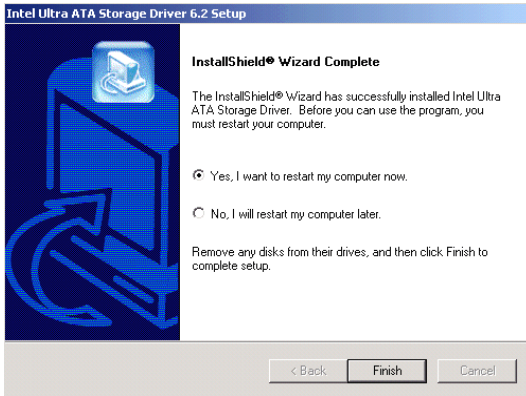 Intel Ultra ATA Storage Driver 6.2 Setup
InstallShield® Wizard Complete
The InstallShield® Wizard has successfully installed Intel Ultra
ATA Storage Driver.  Before you can use the program, you
must restart your computer.
Yes, I want to restart my computer now.
No, I will restart my computer later.
Remove any disks from their drives, and then click Finish to
complete setup.
< Back Finish Cancel